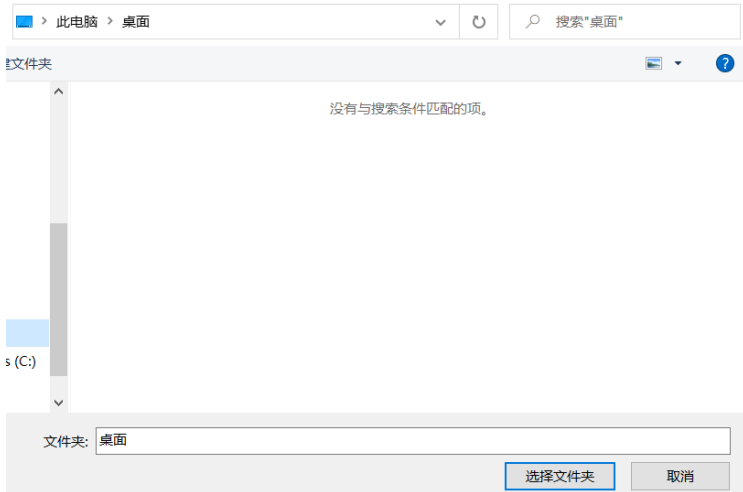 此电脑 > 桌面
搜索"桌面"
建文件夹
?
没有与搜索条件匹配的项。
s (C:)
文件夹: 桌面
选择文件夹
取消